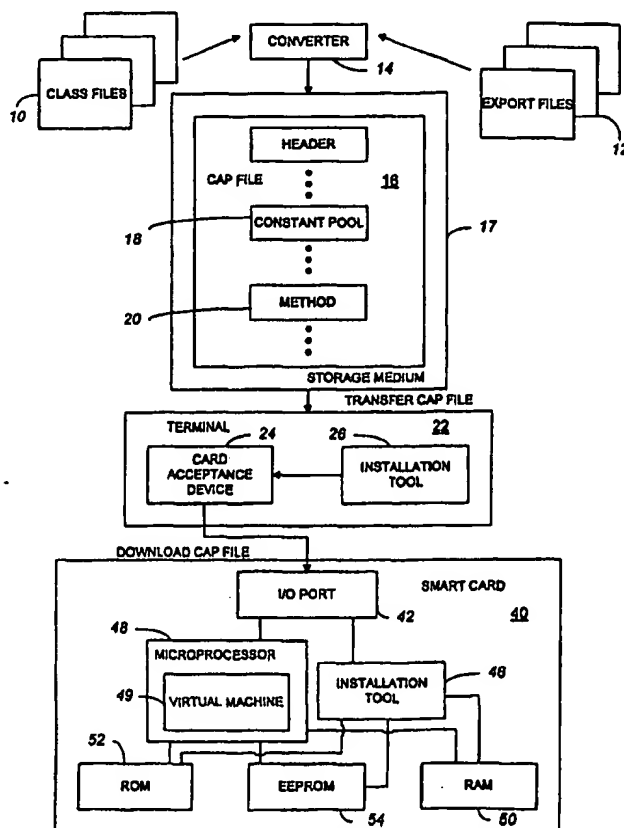 CONVERTER
14
CLASS FILES
10
EXPORT FILES
12
HEADER
CAP FILE
16
CONSTANT POOL
18
17
METHOD
20
STORAGE MEDIUM
TRANSFER CAP FILE
TERMINAL
24
26
22
CARD
ACCEPTANCE
DEVICE
INSTALLATION
TOOL
DOWNLOAD CAP FILE
I/O PORT
SMART CARD
42
40
48
MICROPROCESSOR
46
49
VIRTUAL MACHINE
INSTALLATION
TOOL
52
ROM
EEPROM
RAM
54
50